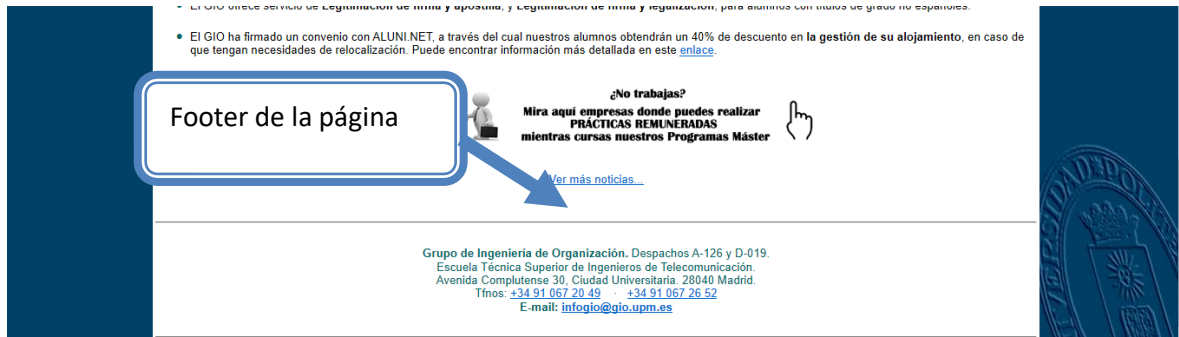 • El GIO ofrece servicio de Legitimación de firma y apostilla, y Legitimación de firma y legalización, para alumnos con títulos de grado no españoles.
• El GIO ha firmado un convenio con ALUNI.NET, a través del cual nuestros alumnos obtendrán un 40% de descuento en la gestión de su alojamiento, en caso de
que tengan necesidades de relocalización. Puede encontrar información más detallada en este enlace.
Footer de la página
¿No trabajas?
Mira aquí empresas donde puedes realizar
PRÁCTICAS REMUNERADAS
mientras cursas nuestros Programas Máster
Ver más noticias...
Grupo de Ingeniería de Organización. Despachos A-126 y D-019.
Escuela Técnica Superior de Ingenieros de Telecomunicación.
Avenida Complutense 30, Ciudad Universitaria. 28040 Madrid.
Tfnos: +34 91 067 20 49 · +34 91 067 26 52
E-mail: infogio@gio.upm.es